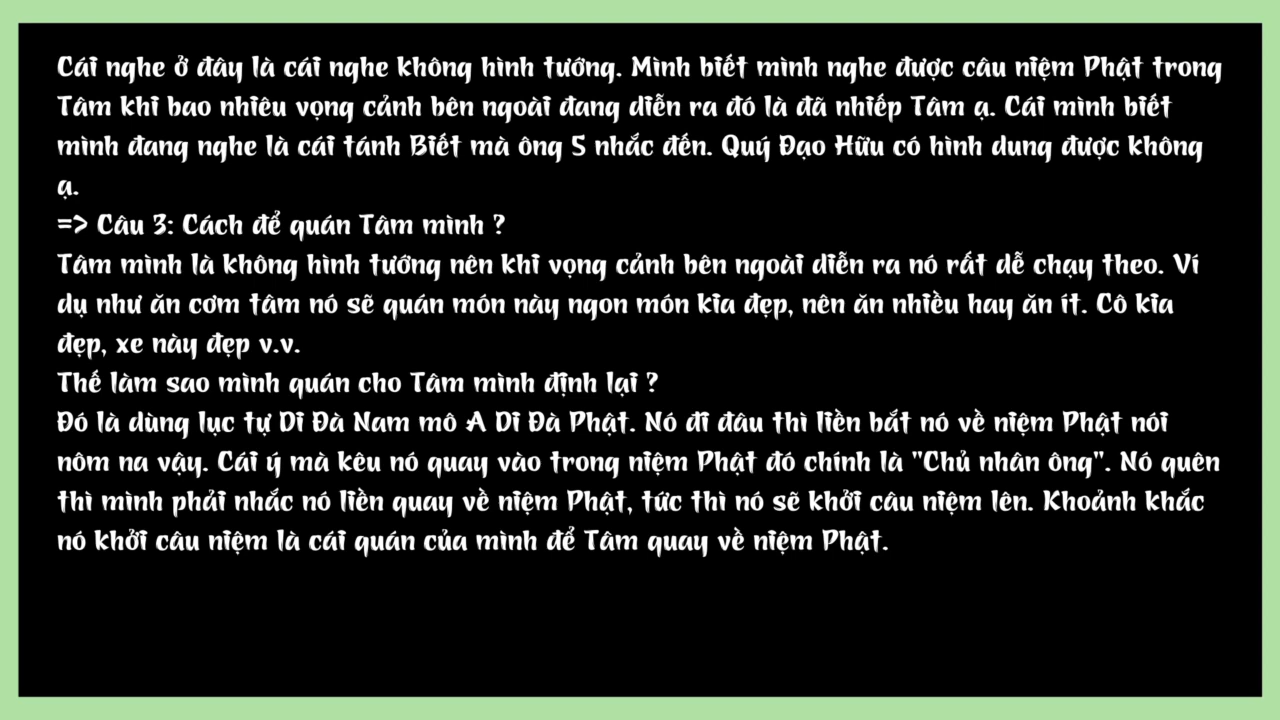 Cái nghe ở đây là cái nghe không hình tướng. Mình biết mình nghe được câu niệm Phật trong
Tâm khi bao nhiêu vọng cảnh bên ngoài đang diễn ra đó là đã nhiếp Tâm ạ. Cái mình biết
mình đang nghe là cái tánh Biết mà ông 5 nhắc đến. Quý Đạo Hữu có hình dung được không
ạ.
=> Câu 3: Cách để quán Tâm mình ?
Tâm mình là không hình tướng nên khi vọng cảnh bên ngoài diễn ra nó rất dễ chạy theo. Ví
dụ như ăn cơm tâm nó sẽ quán món này ngon món kia đẹp, nên ăn nhiều hay ăn ít. Cô kia
đẹp, xe này đẹp v.v.
Thế làm sao mình quán cho Tâm mình định lại ?
Đó là dùng lục tự Di Đà Nam mô A Di Đà Phật. Nó đi đâu thì liền bắt nó về niệm Phật nói
nôm na vậy. Cái ý mà kêu nó quay vào trong niệm Phật đó chính là "Chủ nhân ông". Nó quên
thì mình phải nhắc nó liền quay về niệm Phật, tức thì nó sẽ khởi câu niệm lên. Khoảnh khắc
nó khởi câu niệm là cái quán của mình để Tâm quay về niệm Phật.